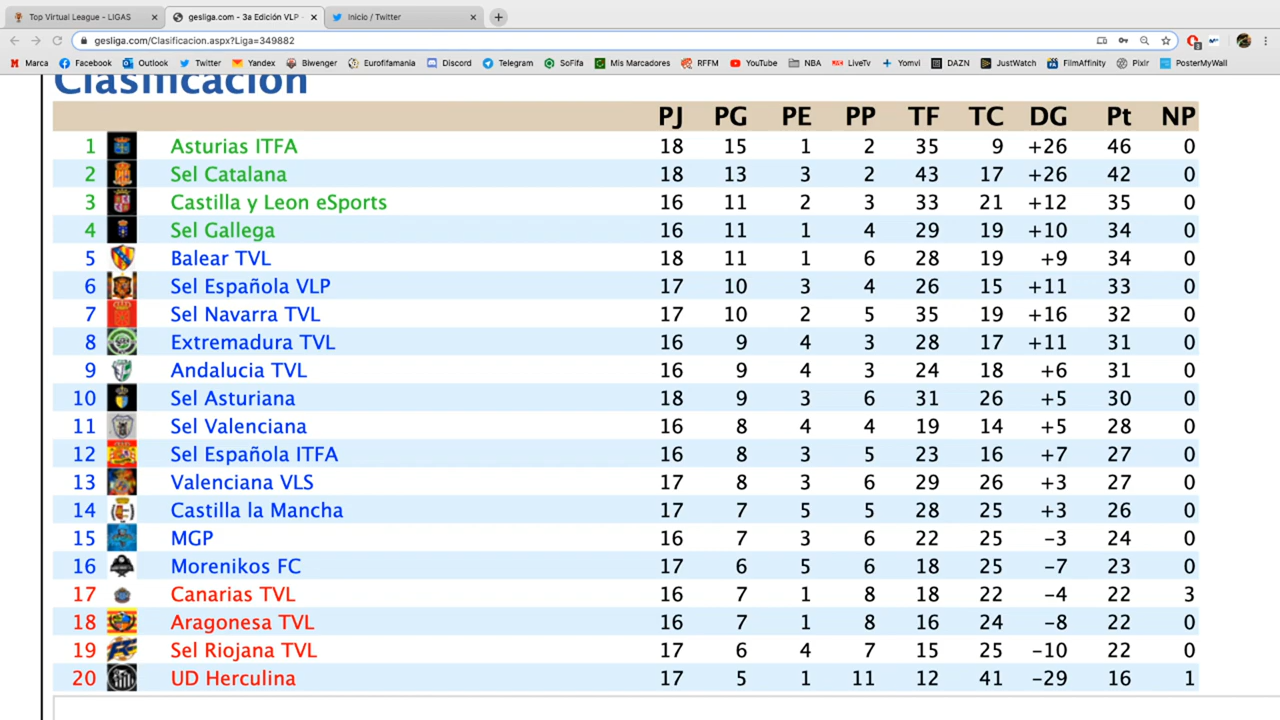 Top Virtual League - LIGAS
gesliga.com - 3a Edición VLP -
Inicio / Twitter
gesliga.com/Clasificacion.aspx?Liga=349882
Marca Facebook Outlook Twitter Yandex Biwenger Eurofifamania Discord Telegram SoFifa Mis Marcadores RFFM YouTube NBA LiveTv Yomvi DAZN JustWatch FilmAffinity Pixlr PosterMyWall
Clasificación
PJ PG PE PP TF TC DG Pt NP
1 Asturias ITFA 18 15 1 2 35 9 +26 46 0
2 Sel Catalana 18 13 3 2 43 17 +26 42 0
3 Castilla y Leon eSports 16 11 2 3 33 21 +12 35 0
4 Sel Gallega 16 11 1 4 29 19 +10 34 0
5 Balear TVL 18 11 1 6 28 19 +9 34 0
6 Sel Española VLP 17 10 3 4 26 15 +11 33 0
7 Sel Navarra TVL 17 10 2 5 35 19 +16 32 0
8 Extremadura TVL 16 9 4 3 28 17 +11 31 0
9 Andalucia TVL 16 9 4 3 24 18 +6 31 0
10 Sel Asturiana 18 9 3 6 31 26 +5 30 0
11 Sel Valenciana 16 8 4 4 19 14 +5 28 0
12 Sel Española ITFA 16 8 3 5 23 16 +7 27 0
13 Valenciana VLS 17 8 3 6 29 26 +3 27 0
14 Castilla la Mancha 17 7 5 5 28 25 +3 26 0
15 MGP 16 7 3 6 22 25 -3 24 0
16 Morenikos FC 17 6 5 6 18 25 -7 23 0
17 Canarias TVL 16 7 1 8 18 22 -4 22 3
18 Aragonesa TVL 16 7 1 8 16 24 -8 22 0
19 Sel Riojana TVL 17 6 4 7 15 25 -10 22 0
20 UD Herculina 17 5 1 11 12 41 -29 16 1